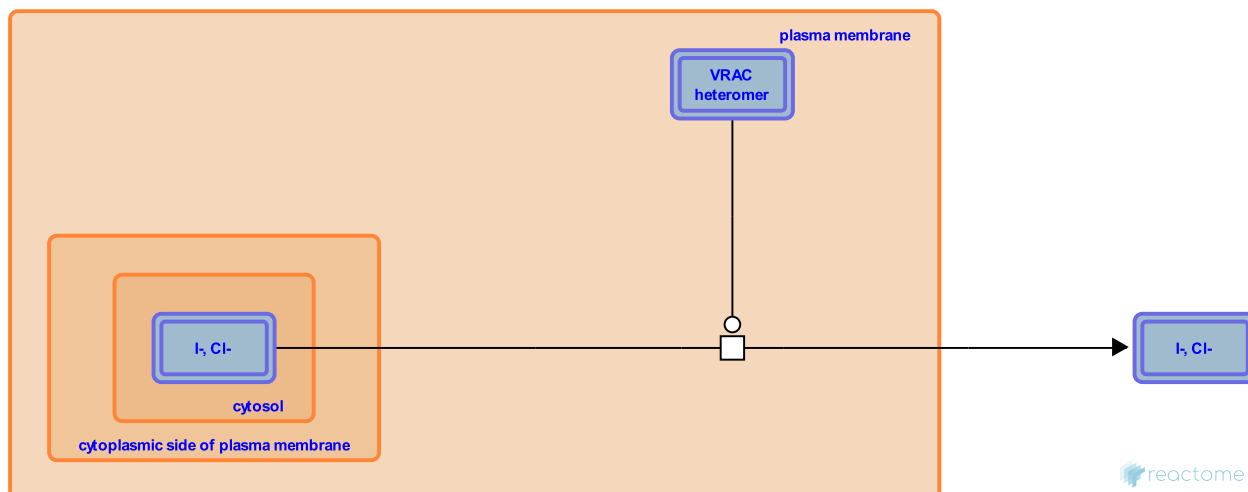 plasma membrane
VRAC
heteromer
I-, Cl-
I-, Cl-
cytosol
cytoplasmic side of plasma membrane
reactome